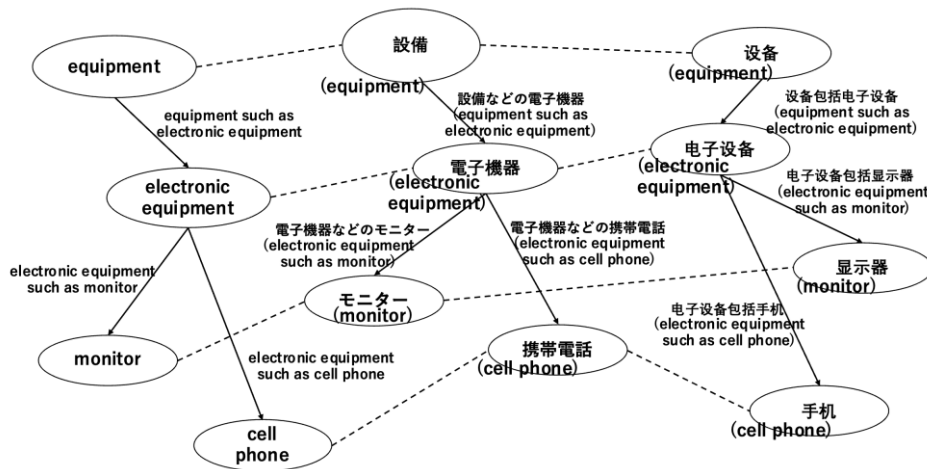 equipment
設備
(equipment)
设备
(equipment)
equipment such as
electronic equipment
設備などの電子機器
(equipment such as
electronic equipment)
设备包括电子设备
(equipment such as
electronic equipment)
electronic
equipment
電子機器
(electronic
equipment)
电子设备
(electronic
equipment)
电子设备包括显示器
(electronic equipment
such as monitor)
electronic equipment
such as monitor
電子機器などのモニター
(electronic equipment
such as monitor)
電子機器などの携帯電話
(electronic equipment
such as cell phone)
显示器
(monitor)
モニター
(monitor)
电子设备包括手机
(electronic equipment
such as cell phone)
monitor
electronic equipment
such as cell phone
携帯電話
(cell phone)
手机
(cell phone)
cell
phone